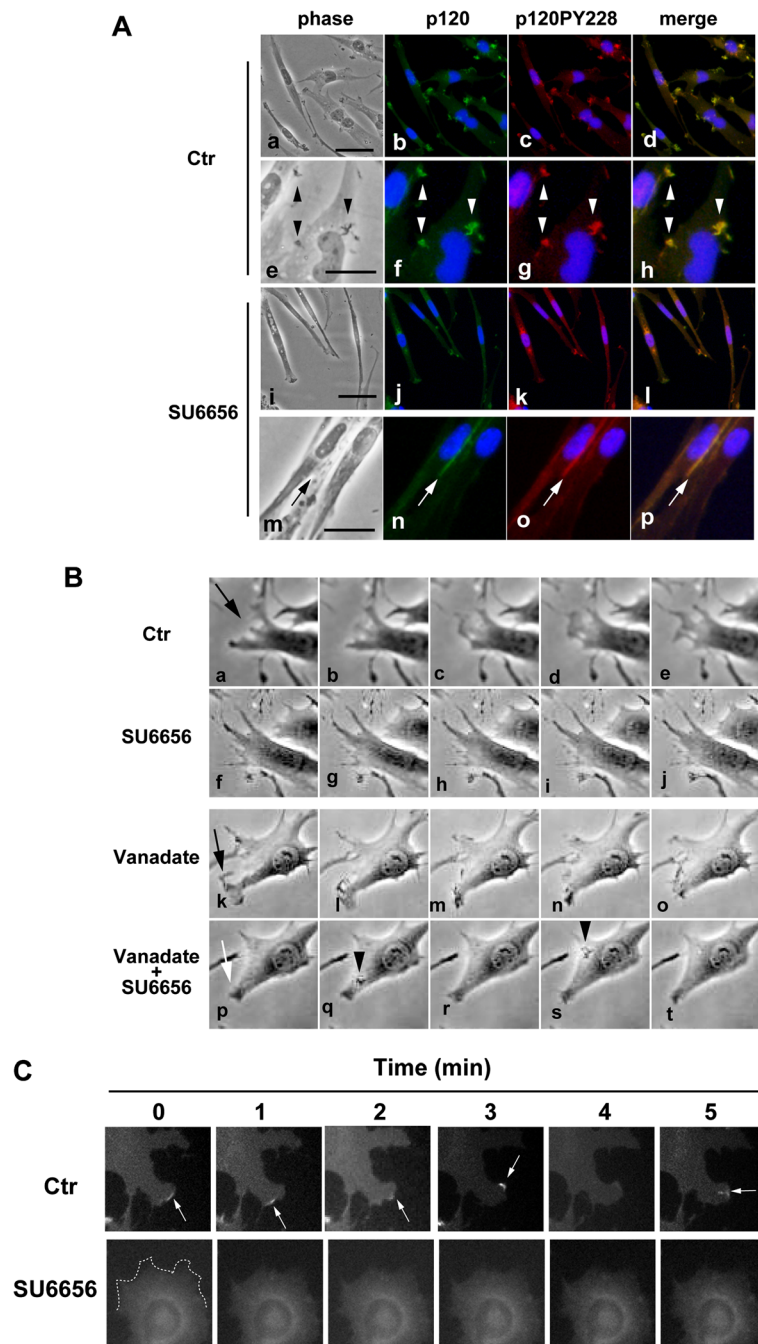 A
phase p120 p120PY228 merge
Ctr
a b c d
e f g h
SU6656
i j k l
m n o p
B
Ctr
a b c d e
SU6656
f g h i j
Vanadate
k l m n o
Vanadate
+
SU6656
p q r s t
C
Time (min)
0 1 2 3 4 5
Ctr
SU6656